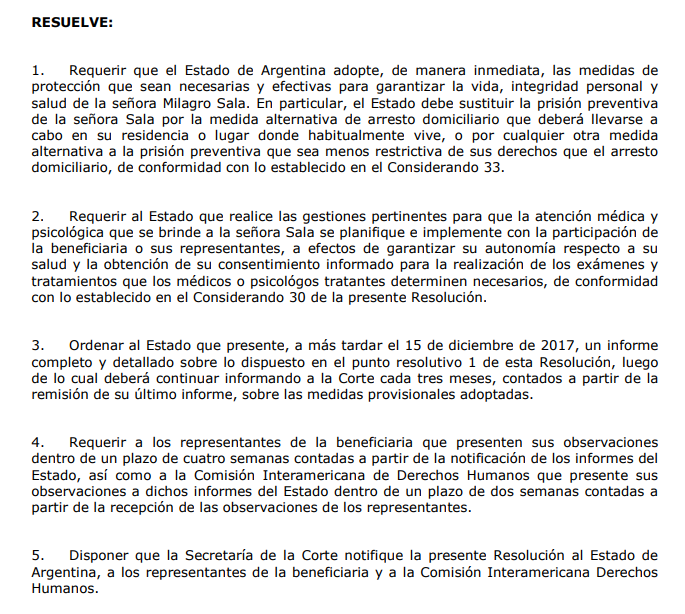 RESUELVE:
1. Requerir que el Estado de Argentina adopte, de manera inmediata, las medidas de
protección que sean necesarias y efectivas para garantizar la vida, integridad personal y
salud de la señora Milagro Sala. En particular, el Estado debe sustituir la prisión preventiva
de la señora Sala por la medida alternativa de arresto domiciliario que deberá llevarse a
cabo en su residencia o lugar donde habitualmente vive, o por cualquier otra medida
alternativa a la prisión preventiva que sea menos restrictiva de sus derechos que el arresto
domiciliario, de conformidad con lo establecido en el Considerando 33.
2. Requerir al Estado que realice las gestiones pertinentes para que la atención médica y
psicológica que se brinde a la señora Sala se planifique e implemente con la participación de
la beneficiaria o sus representantes, a efectos de garantizar su autonomía respecto a su
salud y la obtención de su consentimiento informado para la realización de los exámenes y
tratamientos que los médicos o psicológos tratantes determinen necesarios, de conformidad
con lo establecido en el Considerando 30 de la presente Resolución.
3. Ordenar al Estado que presente, a más tardar el 15 de diciembre de 2017, un informe
completo y detallado sobre lo dispuesto en el punto resolutivo 1 de esta Resolución, luego
de lo cual deberá continuar informando a la Corte cada tres meses, contados a partir de la
remisión de su último informe, sobre las medidas provisionales adoptadas.
4. Requerir a los representantes de la beneficiaria que presenten sus observaciones
dentro de un plazo de cuatro semanas contadas a partir de la notificación de los informes del
Estado, así como a la Comisión Interamericana de Derechos Humanos que presente sus
observaciones a dichos informes del Estado dentro de un plazo de dos semanas contadas a
partir de la recepción de las observaciones de los representantes.
5. Disponer que la Secretaría de la Corte notifique la presente Resolución al Estado de
Argentina, a los representantes de la beneficiaria y a la Comisión Interamericana Derechos
Humanos.